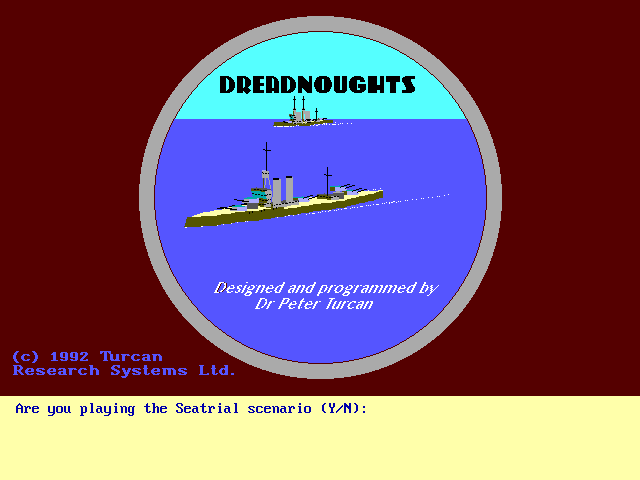 DREADNOUGHTS
Designed and programmed by
Dr Peter Turcan
(c) 1992 Turcan
Research Systems Ltd.
Are you playing the Seatrial scenario (Y/N):